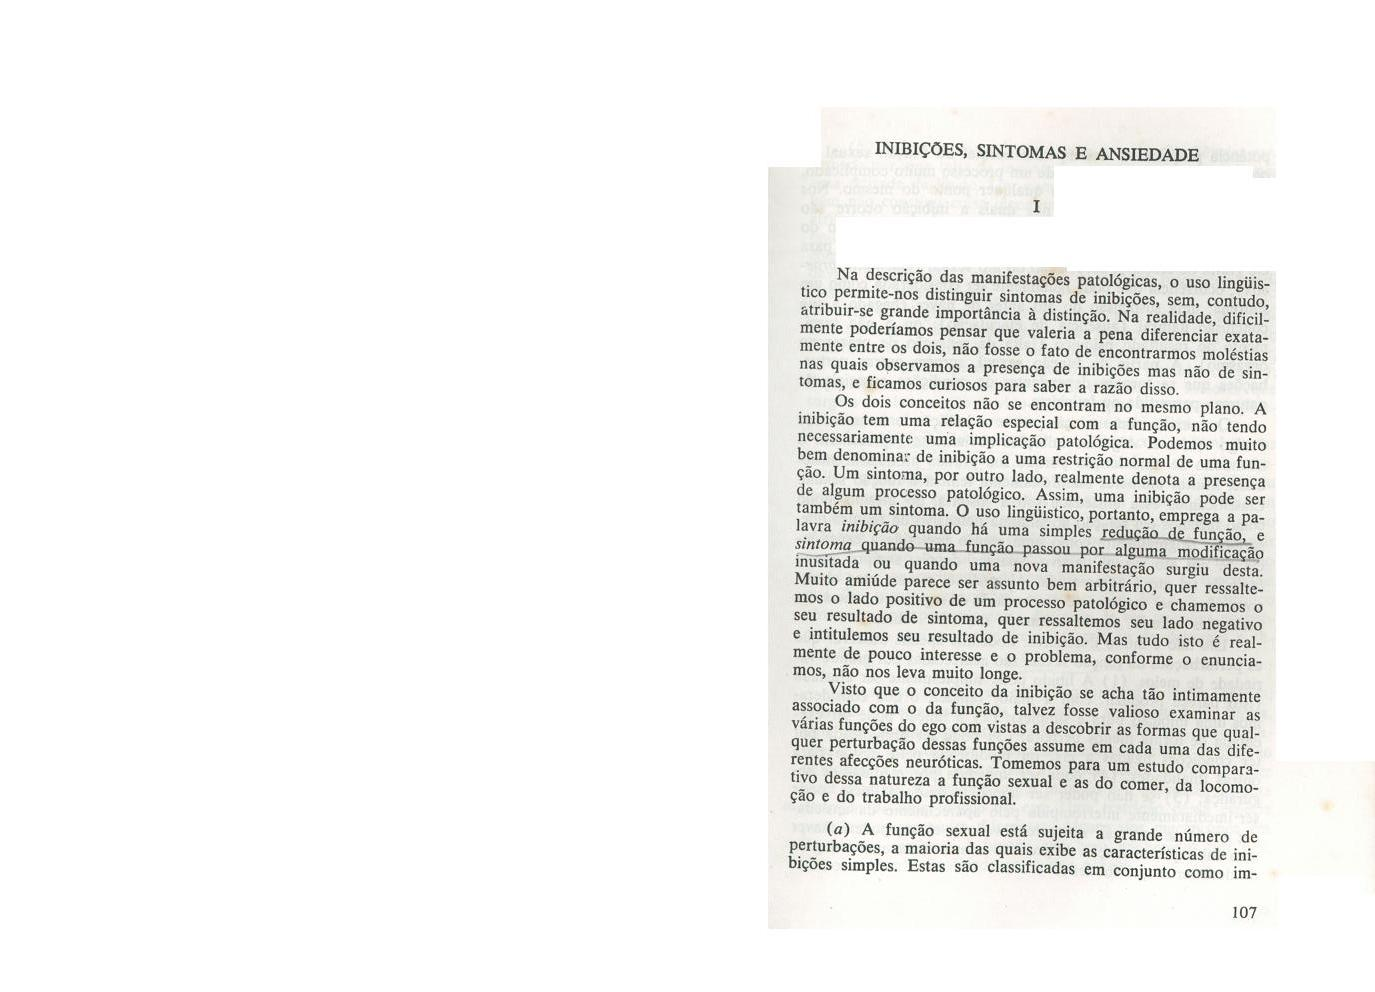 INIBIÇÕES, SINTOMAS E ANSIEDADE
I
Na descrição das manifestações patológicas, o uso lingüis-
tico permite-nos distinguir sintomas de inibições, sem, contudo,
atribuir-se grande importância à distinção. Na realidade, dificil-
mente poderíamos pensar que valeria a pena diferenciar exata-
mente entre os dois, não fosse o fato de encontrarmos moléstias
nas quais observamos a presença de inibições mas não de sin-
tomas, e ficamos curiosos para saber a razão disso.
Os dois conceitos não se encontram no mesmo plano. A
inibição tem uma relação especial com a função, não tendo
necessariamente uma implicação patológica. Podemos muito
bem denominar de inibição a uma restrição normal de uma fun-
ção. Um sintoma, por outro lado, realmente denota a presença
de algum processo patológico. Assim, uma inibição pode ser
também um sintoma. O uso lingüistico, portanto, emprega a pa-
lavra inibição quando há uma simples redução de função, e
sintoma quando uma função passou por alguma modificação
inusitada ou quando uma nova manifestação surgiu desta.
Muito amiúde parece ser assunto bem arbitrário, quer ressalte-
mos o lado positivo de um processo patológico e chamemos o
seu resultado de sintoma, quer ressaltemos seu lado negativo
e intitulemos seu resultado de inibição. Mas tudo isto é real-
mente de pouco interesse e o problema, conforme o enuncia-
mos, não nos leva muito longe.
Visto que o conceito da inibição se acha tão intimamente
associado com o da função, talvez fosse valioso examinar as
várias funções do ego com vistas a descobrir as formas que qual-
quer perturbação dessas funções assume em cada uma das dife-
rentes afecções neuróticas. Tomemos para um estudo compara-
tivo dessa natureza a função sexual e as do comer, da locomo-
ção e do trabalho profissional.
(a) A função sexual está sujeita a grande número de
perturbações, a maioria das quais exibe as características de ini-
bições simples. Estas são classificadas em conjunto como im-
107